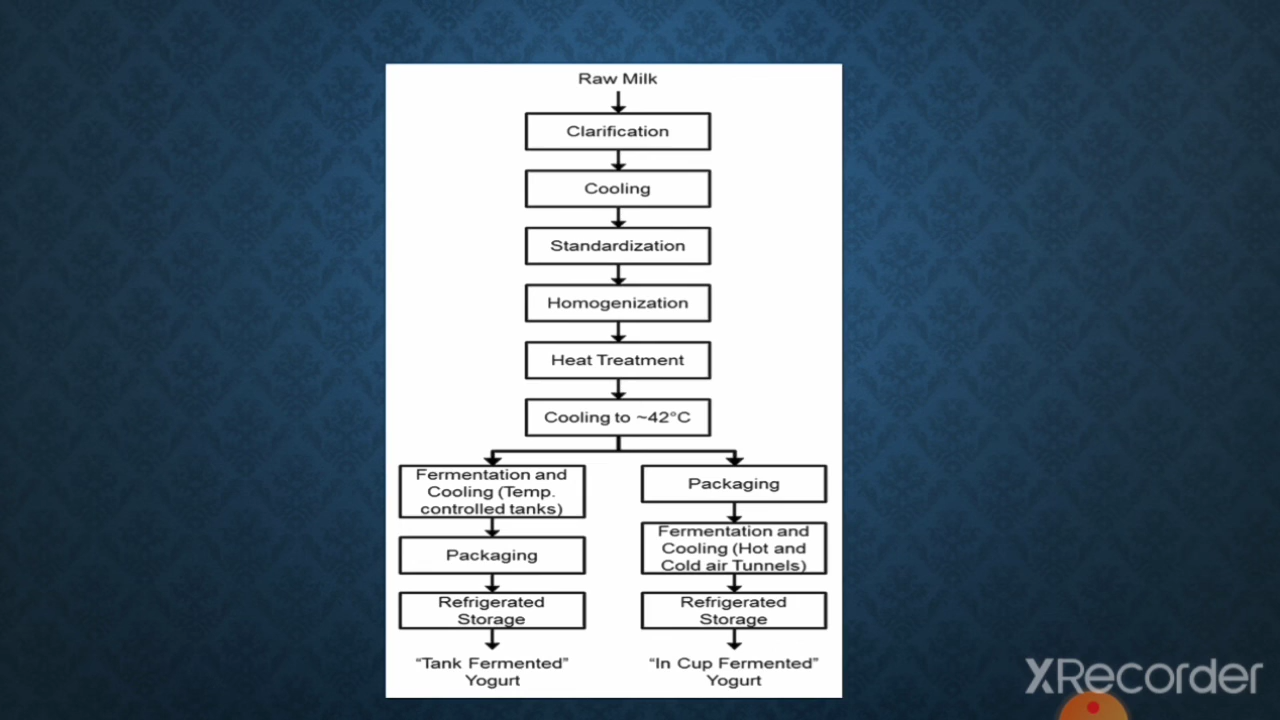 Raw Milk
Clarification
Cooling
Standardization
Homogenization
Heat Treatment
Cooling to ~42°C
Fermentation and
Cooling (Temp.
controlled tanks)
Packaging
Refrigerated
Storage
“Tank Fermented”
Yogurt
Packaging
Fermentation and
Cooling (Hot and
Cold air Tunnels)
Refrigerated
Storage
“In Cup Fermented”
Yogurt
XRecorder